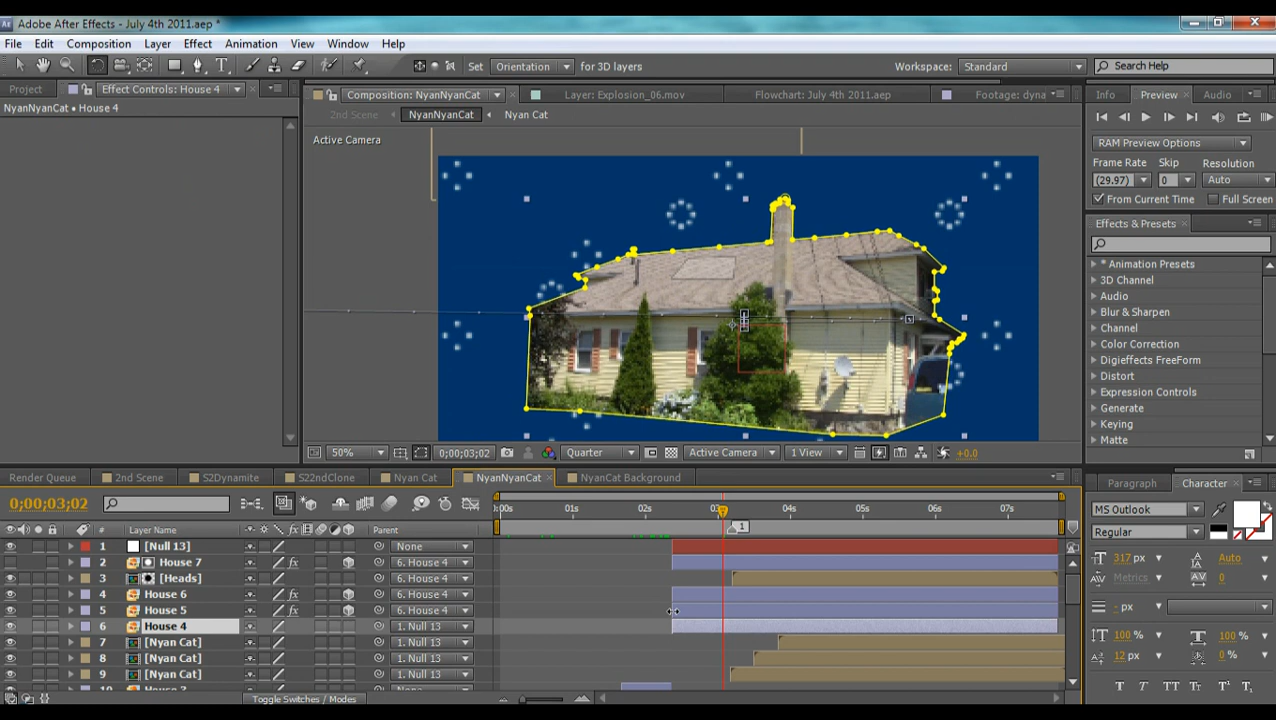 Adobe After Effects - July 4th 2011.aep *
File Edit Composition Layer Effect Animation View Window Help
Set Orientation for 3D layers Workspace: Standard Search Help
Project Effect Controls: House 4
NyanNyanCat • House 4
Composition: NyanNyanCat Layer: Explosion_06.mov Flowchart: July 4th 2011.aep Footage: dyna
2nd Scene NyanNyanCat Nyan Cat
Active Camera
Info Preview Audio
RAM Preview Options
Frame Rate Skip Resolution
(29.97) 0 Auto
From Current Time Full Screen
Effects & Presets
* Animation Presets
3D Channel
Audio
Blur & Sharpen
Channel
Color Correction
Digieffects FreeForm
Distort
Expression Controls
Generate
Keying
Matte
50% 0;00;03;02 Quarter Active Camera 1 View +0.0
Render Queue 2nd Scene S2Dynamite S22ndClone Nyan Cat NyanNyanCat NyanCat Background
0;00;03;02
0:00s 01s 02s 03s 04s 05s 06s 07s
1
# Layer Name Parent
1 [Null 13] None
2 House 7 6. House 4
3 [Heads] 6. House 4
4 House 6 6. House 4
5 House 5 6. House 4
6 House 4 1. Null 13
7 [Nyan Cat] 1. Null 13
8 [Nyan Cat] 1. Null 13
9 [Nyan Cat] 1. Null 13
Toggle Switches / Modes
Paragraph Character
MS Outlook
Regular
317 px Auto
Metrics 0
- px
100 % 100 %
12 px 0 %
T T TT Tr T' T,